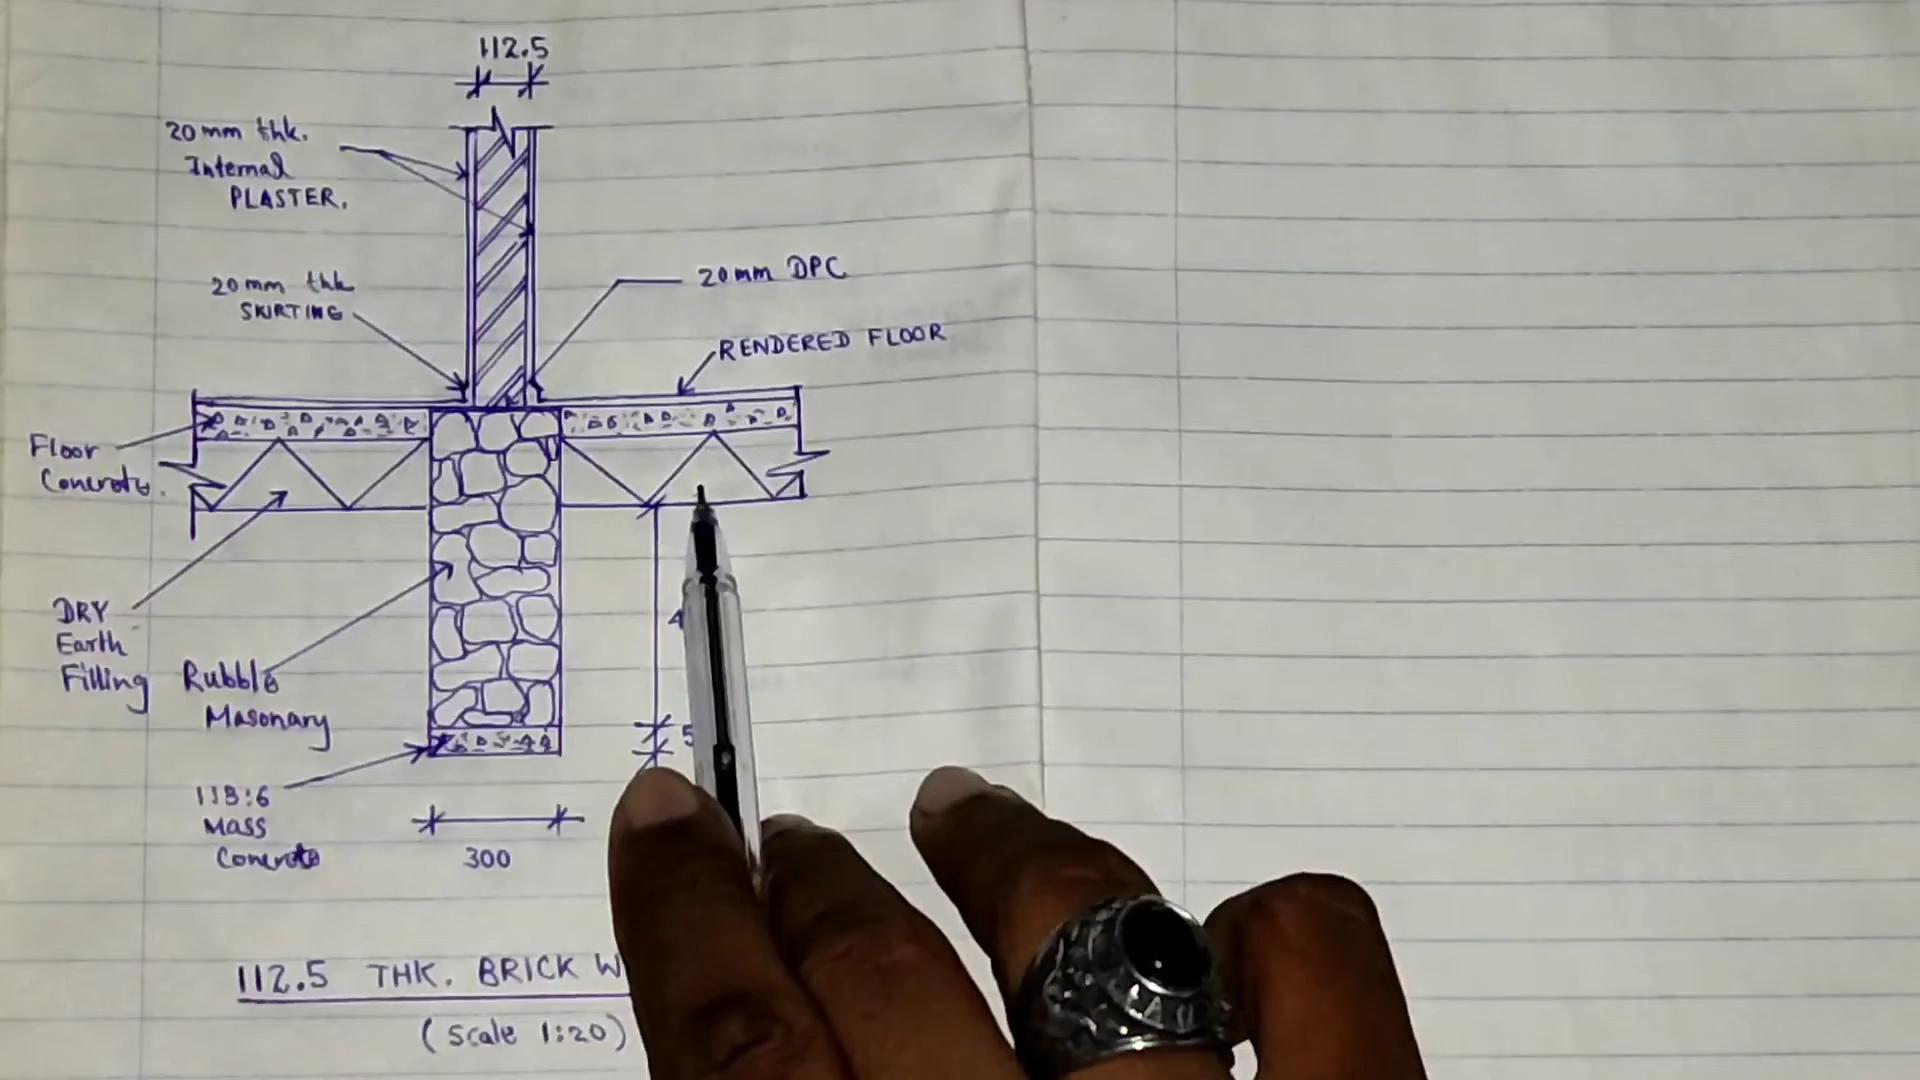 112.5
20mm thk.
Internal
PLASTER.
20mm thk
SKIRTING
20mm DPC
RENDERED FLOOR
Floor
Concrete.
DRY
Earth
Filling
Rubble
Masonary
1:3:6
Mass
Concrete
300
112.5 THK. BRICK
(Scale 1:20)